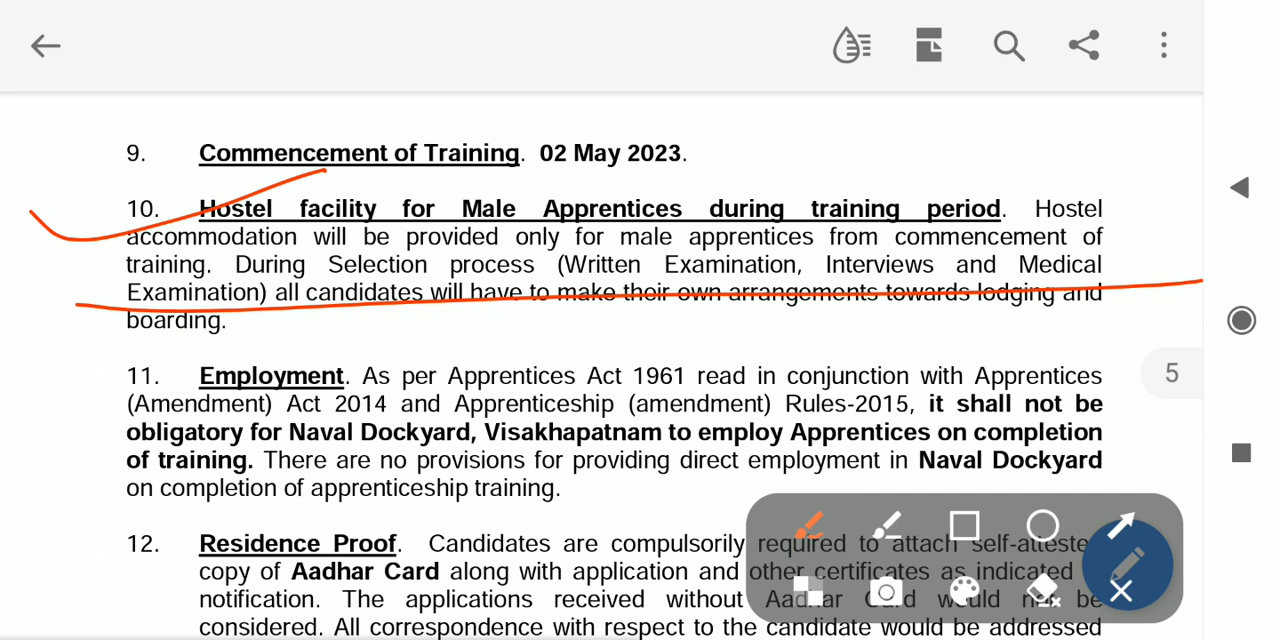 9. Commencement of Training. 02 May 2023.
10. Hostel facility for Male Apprentices during training period. Hostel
accommodation will be provided only for male apprentices from commencement of
training. During Selection process (Written Examination, Interviews and Medical
Examination) all candidates will have to make their own arrangements towards lodging and
boarding.
5
11. Employment. As per Apprentices Act 1961 read in conjunction with Apprentices
(Amendment) Act 2014 and Apprenticeship (amendment) Rules-2015, it shall not be
obligatory for Naval Dockyard, Visakhapatnam to employ Apprentices on completion
of training. There are no provisions for providing direct employment in Naval Dockyard
on completion of apprenticeship training.
12. Residence Proof. Candidates are compulsorily required to attach self-atteste
copy of Aadhar Card along with application and other certificates as indicated
notification. The applications received without Aadhar Card would not be
considered. All correspondence with respect to the candidate would be addressed